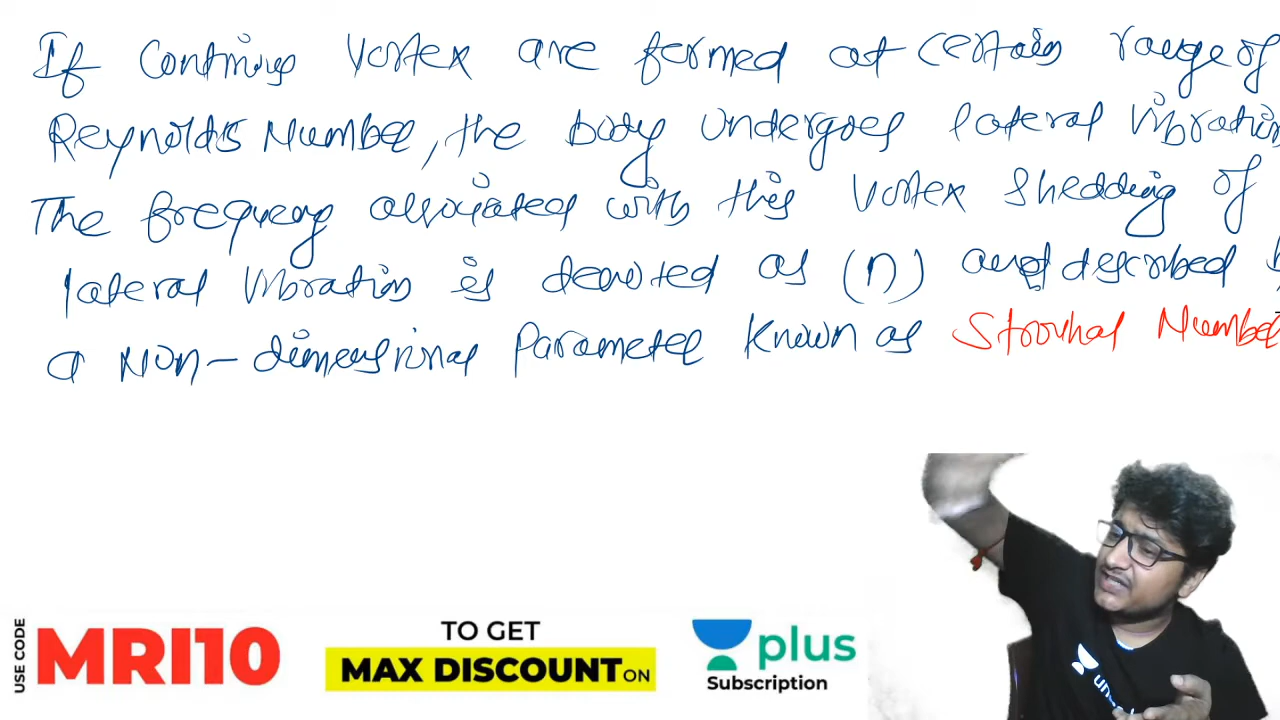 If Continus Vortex are formed at certain range of
Reynolds Number, the body undergoes lateral Vibration
The frequency associated with this Vortex Shedding of
lateral Vibration is denoted as (n) and described
a Non-dimensional Parameter Known as Strouhal Number
USE CODE
MRI10
TO GET
MAX DISCOUNT ON
plus
Subscription